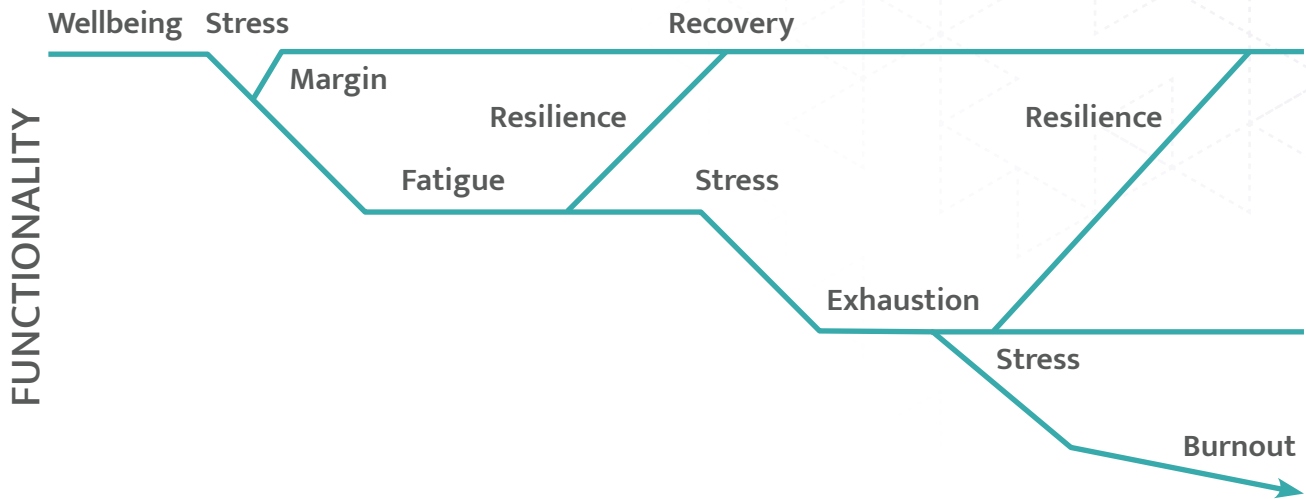 Wellbeing Stress Recovery
Margin
Resilience Resilience
Fatigue Stress
FUNCTIONALITY
Exhaustion
Stress
Burnout